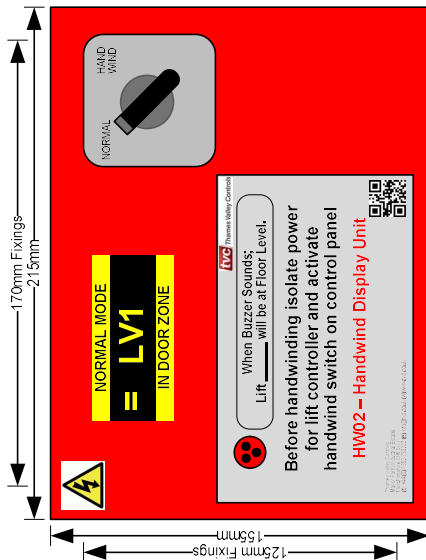 170mm Fixings
215mm
NORMAL
HAND
WIND
NORMAL MODE
= LV1
IN DOOR ZONE
tvc Thames Valley Controls
When Buzzer Sounds;
Lift_____ will be at Floor Level.
Before handwinding isolate power
for lift controller and activate
handwind switch on control panel
HW02 – Handwind Display Unit
155mm
125mm Fixings